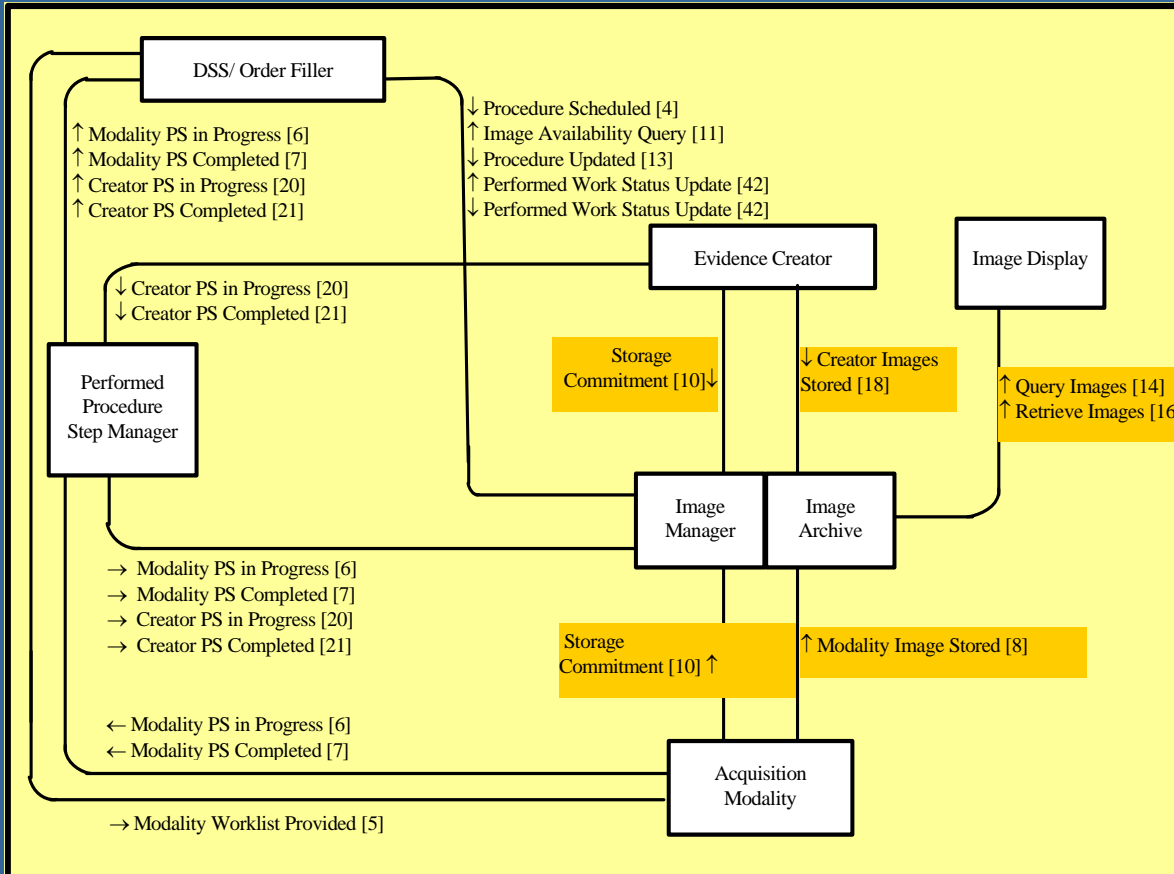 DSS/ Order Filler
↓ Procedure Scheduled [4]
↑ Image Availability Query [11]
↓ Procedure Updated [13]
↑ Performed Work Status Update [42]
↓ Performed Work Status Update [42]
↑ Modality PS in Progress [6]
↑ Modality PS Completed [7]
↑ Creator PS in Progress [20]
↑ Creator PS Completed [21]
Evidence Creator
Image Display
↓ Creator PS in Progress [20]
↓ Creator PS Completed [21]
Performed
Procedure
Step Manager
Storage
Commitment [10]↓
↓ Creator Images
Stored [18]
↑ Query Images [14]
↑ Retrieve Images [16
Image
Manager
Image
Archive
→ Modality PS in Progress [6]
→ Modality PS Completed [7]
→ Creator PS in Progress [20]
→ Creator PS Completed [21]
Storage
Commitment [10] ↑
↑ Modality Image Stored [8]
← Modality PS in Progress [6]
← Modality PS Completed [7]
Acquisition
Modality
→ Modality Worklist Provided [5]